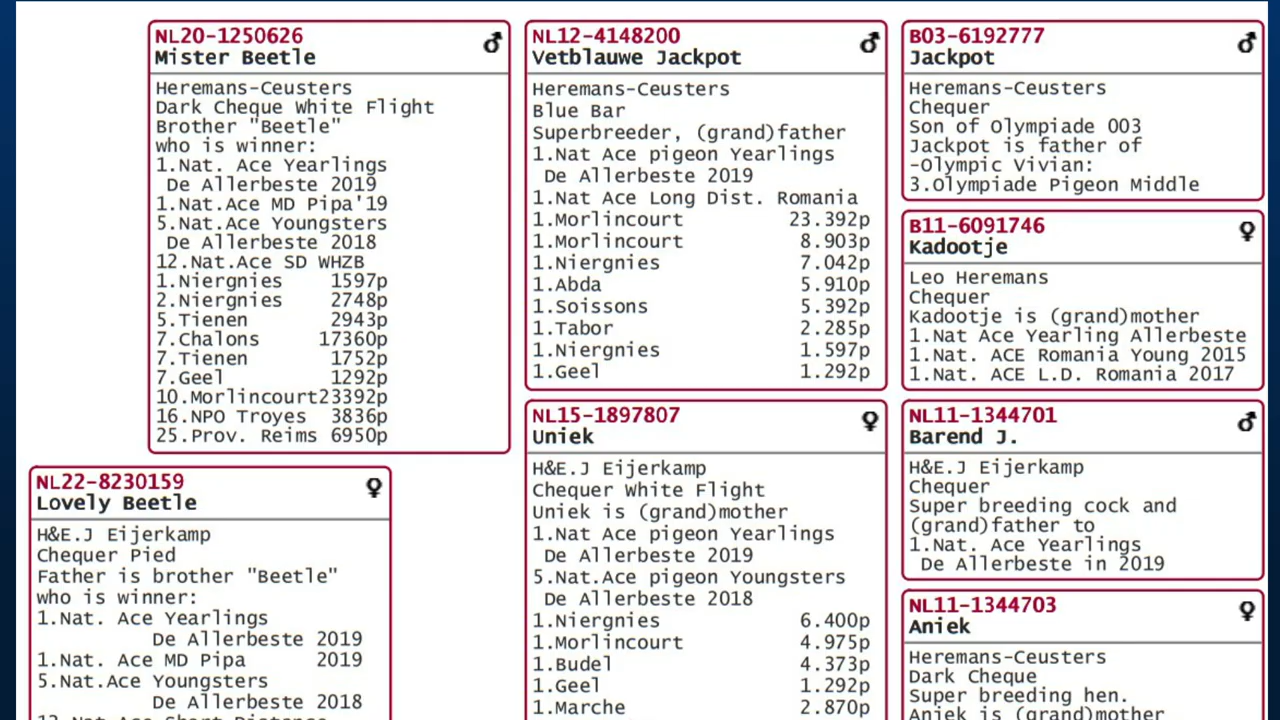 NL20-1250626
Mister Beetle
Heremans-Ceusters
Dark Cheque White Flight
Brother "Beetle"
who is winner:
1.Nat. Ace Yearlings
De Allerbeste 2019
1.Nat.Ace MD Pipa'19
5.Nat.Ace Youngsters
De Allerbeste 2018
12.Nat.Ace SD WHZB
1.Niergnies 1597p
2.Niergnies 2748p
5.Tienen 2943p
7.Chalons 17360p
7.Tienen 1752p
7.Geel 1292p
10.Morlincourt23392p
16.NPO Troyes 3836p
25.Prov. Reims 6950p
NL22-8230159
Lovely Beetle
H&E.J Eijerkamp
Chequer Pied
Father is brother "Beetle"
who is winner:
1.Nat. Ace Yearlings
De Allerbeste 2019
1.Nat. Ace MD Pipa 2019
5.Nat.Ace Youngsters
De Allerbeste 2018
12.Nat.Ace Short Distance
NL12-4148200
Vetblauwe Jackpot
Heremans-Ceusters
Blue Bar
Superbreeder, (grand)father
1.Nat Ace pigeon Yearlings
De Allerbeste 2019
1.Nat Ace Long Dist. Romania
1.Morlincourt 23.392p
1.Morlincourt 8.903p
1.Niergnies 7.042p
1.Abda 5.910p
1.Soissons 5.392p
1.Tabor 2.285p
1.Niergnies 1.597p
1.Geel 1.292p
NL15-1897807
Uniek
H&E.J Eijerkamp
Chequer White Flight
Uniek is (grand)mother
1.Nat Ace pigeon Yearlings
De Allerbeste 2019
5.Nat.Ace pigeon Youngsters
De Allerbeste 2018
1.Niergnies 6.400p
1.Morlincourt 4.975p
1.Budel 4.373p
1.Geel 1.292p
1.Marche 2.870p
B03-6192777
Jackpot
Heremans-Ceusters
Chequer
Son of Olympiade 003
Jackpot is father of
-Olympic Vivian:
3.Olympiade Pigeon Middle
B11-6091746
Kadootje
Leo Heremans
Chequer
Kadootje is (grand)mother
1.Nat Ace Yearling Allerbeste
1.Nat. ACE Romania Young 2015
1.Nat. ACE L.D. Romania 2017
NL11-1344701
Barend J.
H&E.J Eijerkamp
Chequer
Super breeding cock and
(grand)father to
1.Nat. Ace Yearlings
De Allerbeste in 2019
NL11-1344703
Aniek
Heremans-Ceusters
Dark Cheque
Super breeding hen.
Aniek is (grand)mother